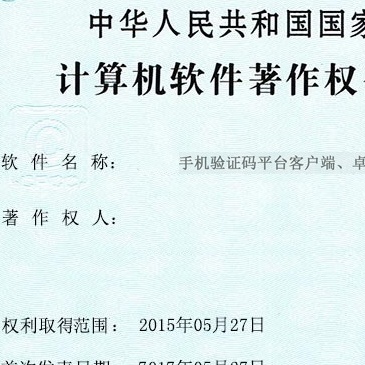 中华人民共和国国家
计算机软件著作权
软 件 名 称： 手机验证码平台客户端、卓
著 作 权 人：
权利取得范围： 2015年05月27日